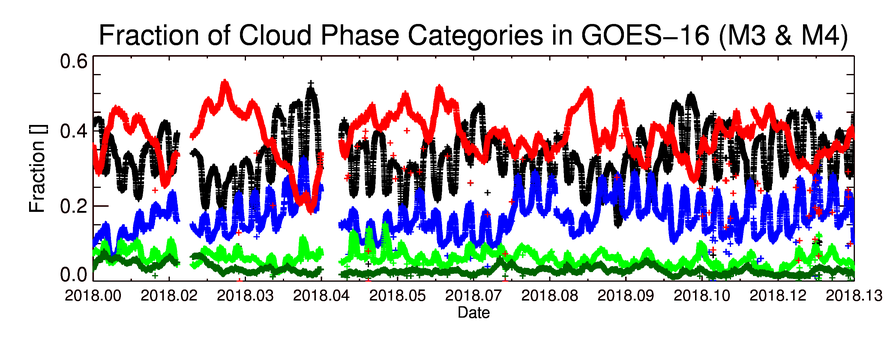 Fraction of Cloud Phase Categories in GOES−16 (M3 & M4)
0.6
0.4
0.2
0.0
Fraction []
2018.00 2018.02 2018.03 2018.04 2018.05 2018.07 2018.08 2018.09 2018.10 2018.12 2018.13
Date